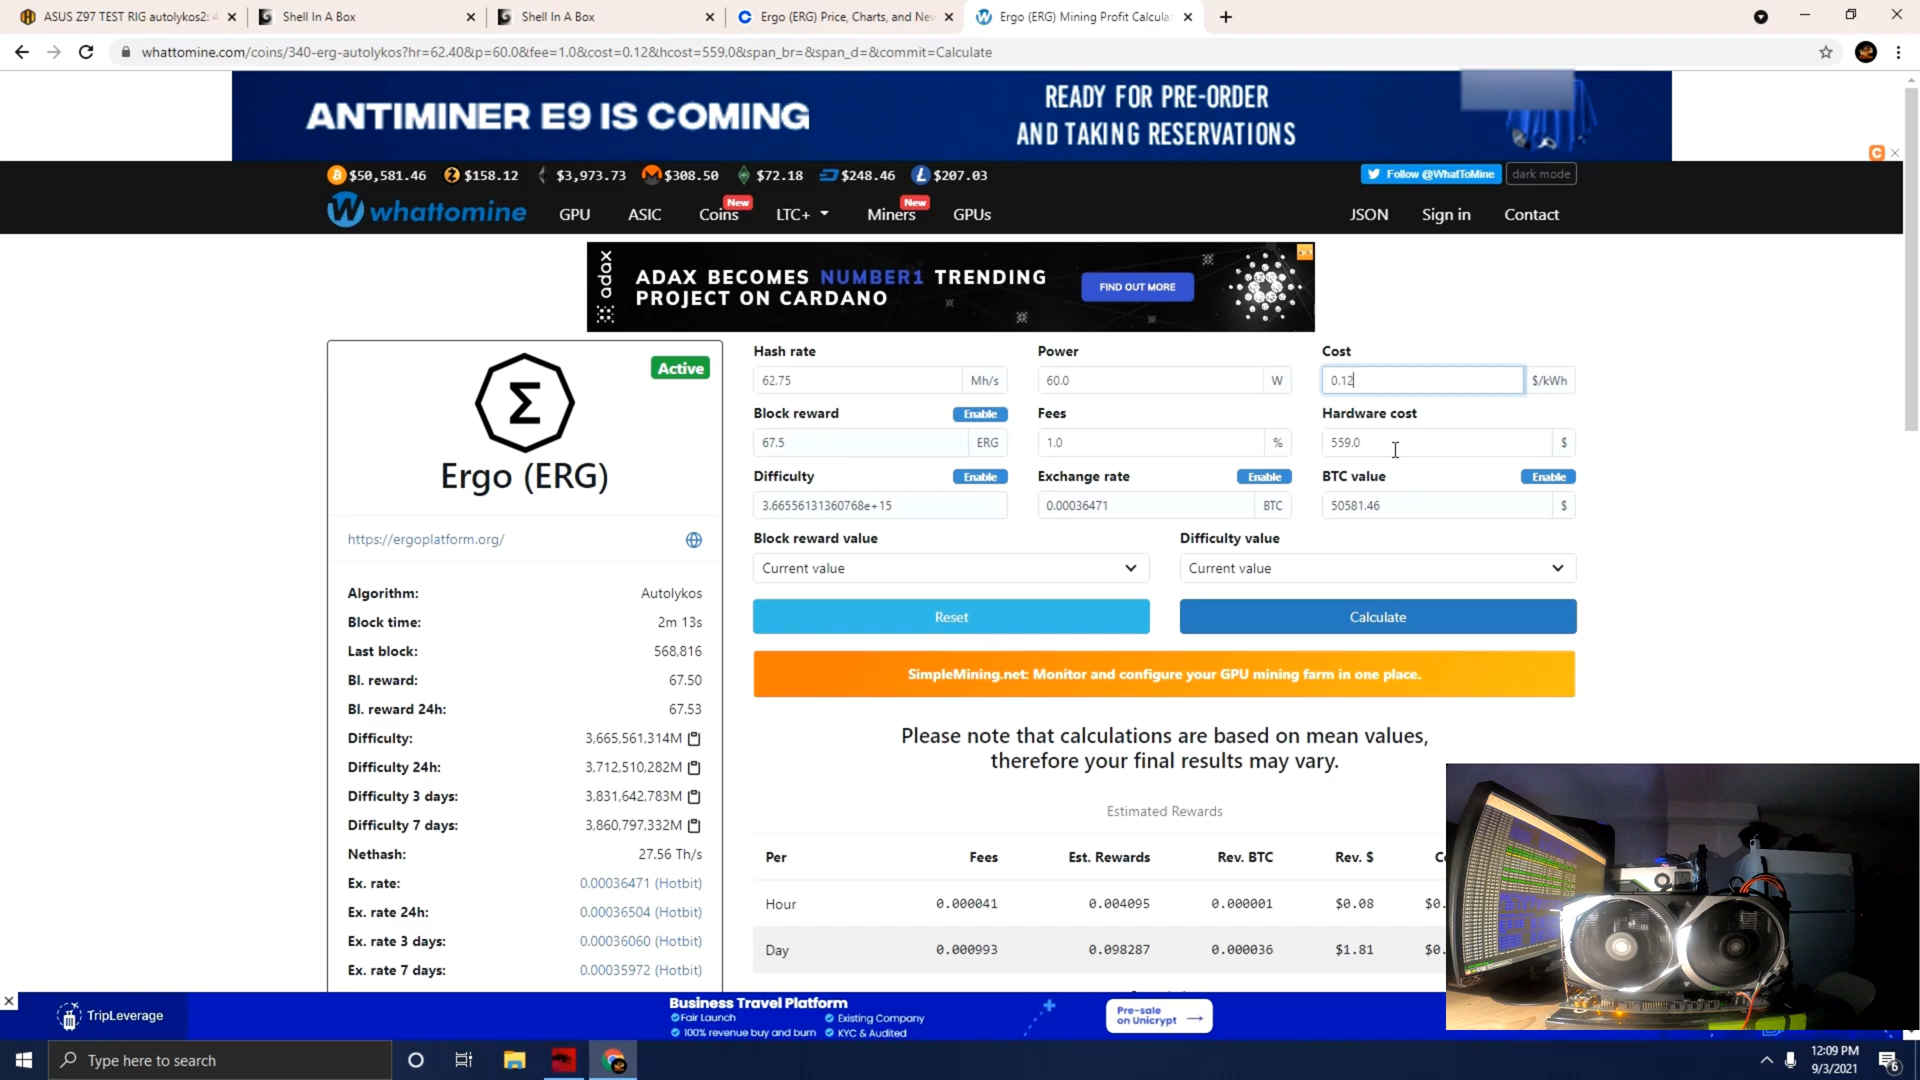 ASUS Z97 TEST RIG autolykos2: 4
Shell In A Box
Shell In A Box
Ergo (ERG) Price, Charts, and Nev
Ergo (ERG) Mining Profit Calcula
whattomine.com/coins/340-erg-autolykos?hr=62.40&p=60.0&fee=1.0&cost=0.12&hcost=559.0&span_br=&span_d=&commit=Calculate
ANTIMINER E9 IS COMING
READY FOR PRE-ORDER
AND TAKING RESERVATIONS
$50,581.46 $158.12 $3,973.73 $308.50 $72.18 $248.46 $207.03
Follow @WhatToMine
dark mode
whattomine
GPU
ASIC
Coins
New
LTC+
Miners
New
GPUs
JSON
Sign in
Contact
adax
ADAX BECOMES NUMBER1 TRENDING
PROJECT ON CARDANO
FIND OUT MORE
Active
Ergo (ERG)
https://ergoplatform.org/
Algorithm: Autolykos
Block time: 2m 13s
Last block: 568,816
Bl. reward: 67.50
Bl. reward 24h: 67.53
Difficulty: 3,665,561,314M
Difficulty 24h: 3,712,510,282M
Difficulty 3 days: 3,831,642,783M
Difficulty 7 days: 3,860,797,332M
Nethash: 27.56 Th/s
Ex. rate: 0.00036471 (Hotbit)
Ex. rate 24h: 0.00036504 (Hotbit)
Ex. rate 3 days: 0.00036060 (Hotbit)
Ex. rate 7 days: 0.00035972 (Hotbit)
Hash rate
Power
Cost
62.75 Mh/s
60.0 W
0.12 $/kWh
Block reward Enable
Fees
Hardware cost
67.5 ERG
1.0 %
559.0 $
Difficulty Enable
Exchange rate Enable
BTC value Enable
3.66556131360768e+15
0.00036471 BTC
50581.46 $
Block reward value
Difficulty value
Current value
Current value
Reset
Calculate
SimpleMining.net: Monitor and configure your GPU mining farm in one place.
Please note that calculations are based on mean values,
therefore your final results may vary.
Estimated Rewards
Per Fees Est. Rewards Rev. BTC Rev. $ Co
Hour 0.000041 0.004095 0.000001 $0.08 $0.
Day 0.000993 0.098287 0.000036 $1.81 $0.
TripLeverage
Business Travel Platform
Fair Launch
Existing Company
100% revenue buy and burn
KYC & Audited
Pre-sale
on Unicrypt
Type here to search
12:09 PM
9/3/2021
6